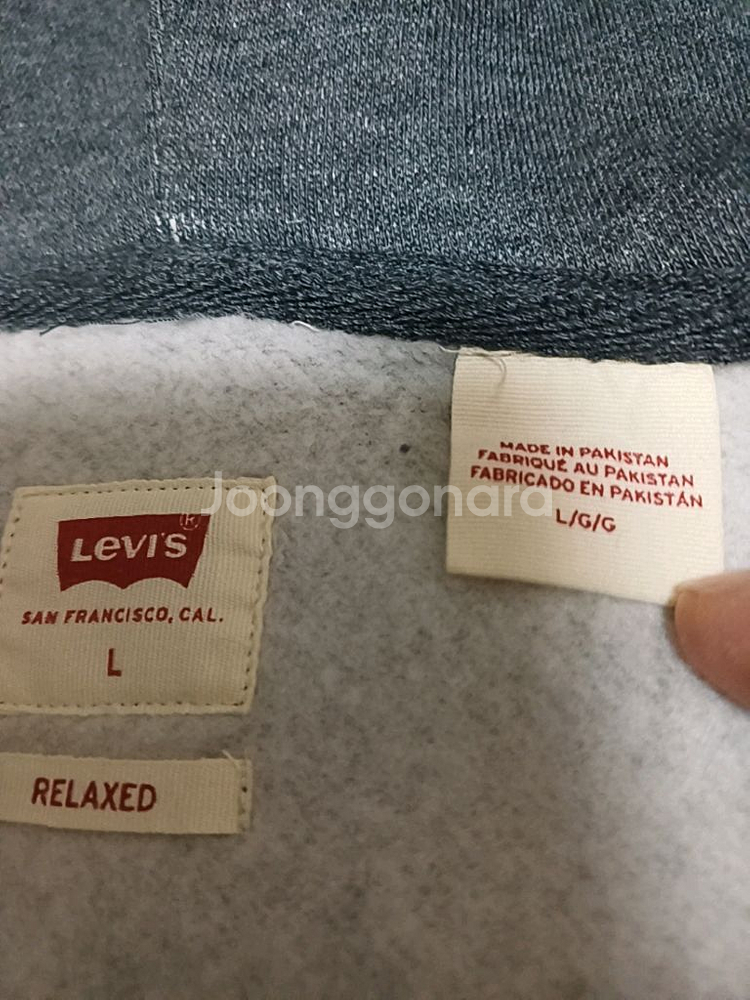 MADE IN PAKISTAN
FABRIQUÉ AU PAKISTAN
FABRICADO EN PAKISTÁN
L/G/G
Joonggonara
LEVI'S ®
SAN FRANCISCO, CAL.
L
RELAXED